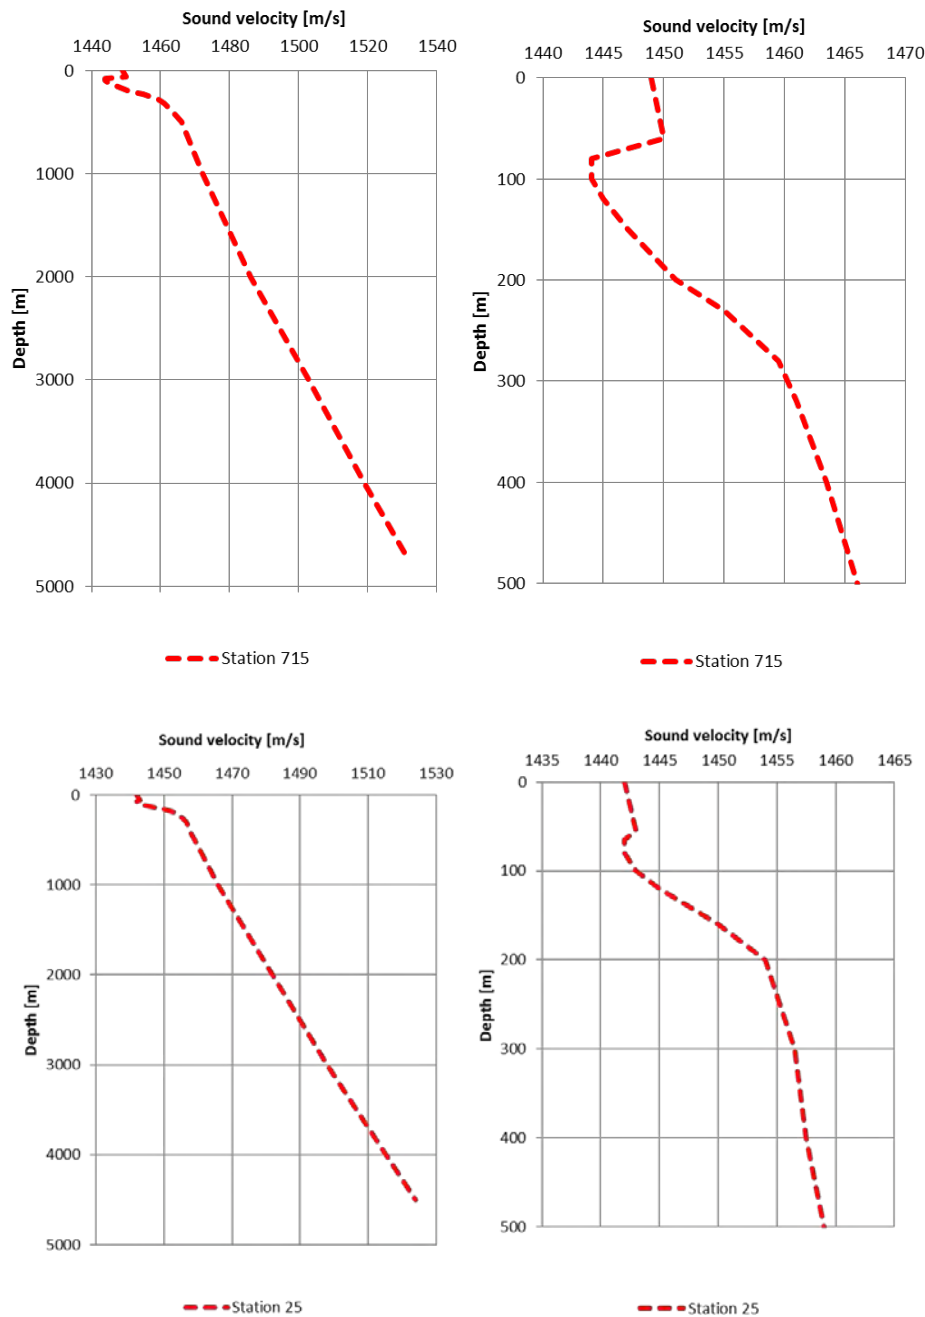 Sound velocity [m/s]
1440 1460 1480 1500 1520 1540
0
1000
2000
3000
4000
5000
Depth [m]
Station 715
Sound velocity [m/s]
1440 1445 1450 1455 1460 1465 1470
0
100
200
300
400
500
Depth [m]
Station 715
Sound velocity [m/s]
1430 1450 1470 1490 1510 1530
0
1000
2000
3000
4000
5000
Depth [m]
Station 25
Sound velocity [m/s]
1435 1440 1445 1450 1455 1460 1465
0
100
200
300
400
500
Depth [m]
Station 25